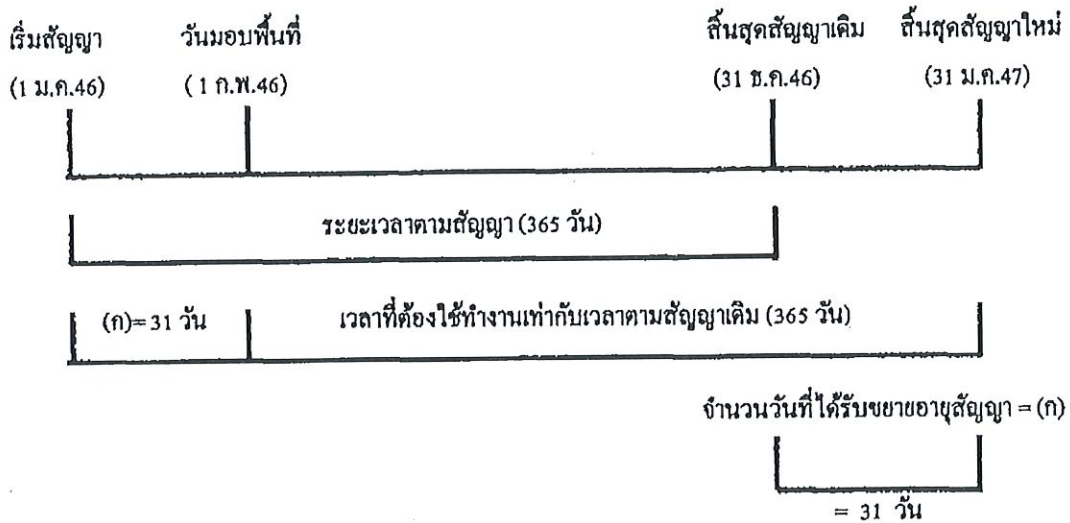 เริ่มสัญญา วันมอบพื้นที่ สิ้นสุดสัญญาเดิม สิ้นสุดสัญญาใหม่
(1 ม.ค.46) ( 1 ก.พ.46) (31 ธ.ค.46) (31 ม.ค.47)
ระยะเวลาตามสัญญา (365 วัน)
(ก)= 31 วัน เวลาที่ต้องใช้ทำงานเท่ากับเวลาตามสัญญาเดิม (365 วัน)
จำนวนวันที่ได้รับขยายอายุสัญญา = (ก)
= 31 วัน